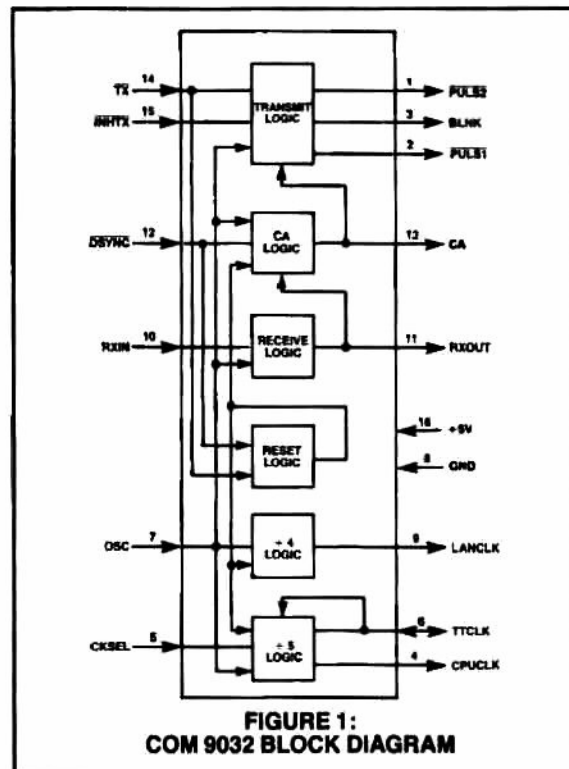 14
TX
15
INHTX
TRANSMIT
LOGIC
1
PULS2
3
BLNK
2
PULS1
12
DSYNC
CA
LOGIC
13
CA
10
RXIN
RECEIVE
LOGIC
11
RXOUT
RESET
LOGIC
16
+5V
8
GND
7
OSC
÷ 4
LOGIC
9
LANCLK
5
CKSEL
÷ 5
LOGIC
6
TTCLK
4
CPUCLK
FIGURE 1:
COM 9032 BLOCK DIAGRAM